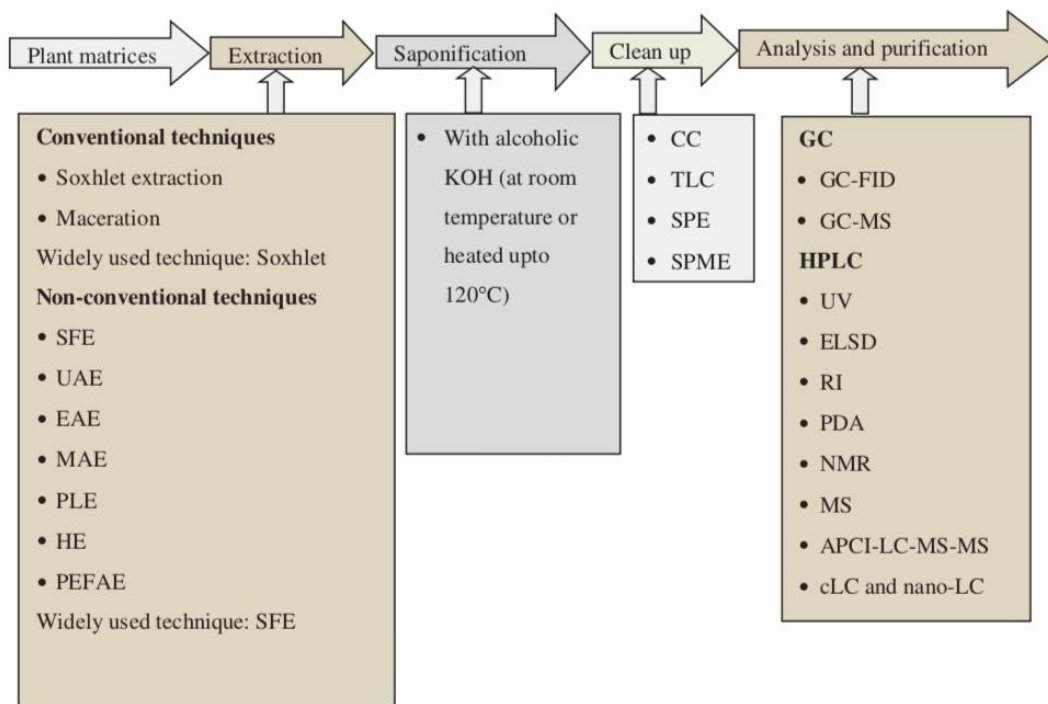 Plant matrices
Extraction
Saponification
Clean up
Analysis and purification
Conventional techniques
• Soxhlet extraction
• Maceration
Widely used technique: Soxhlet
Non-conventional techniques
• SFE
• UAE
• EAE
• MAE
• PLE
• HE
• PEFAE
Widely used technique: SFE
• With alcoholic
KOH (at room
temperature or
heated upto
120°C)
• CC
• TLC
• SPE
• SPME
GC
• GC-FID
• GC-MS
HPLC
• UV
• ELSD
• RI
• PDA
• NMR
• MS
• APCI-LC-MS-MS
• cLC and nano-LC